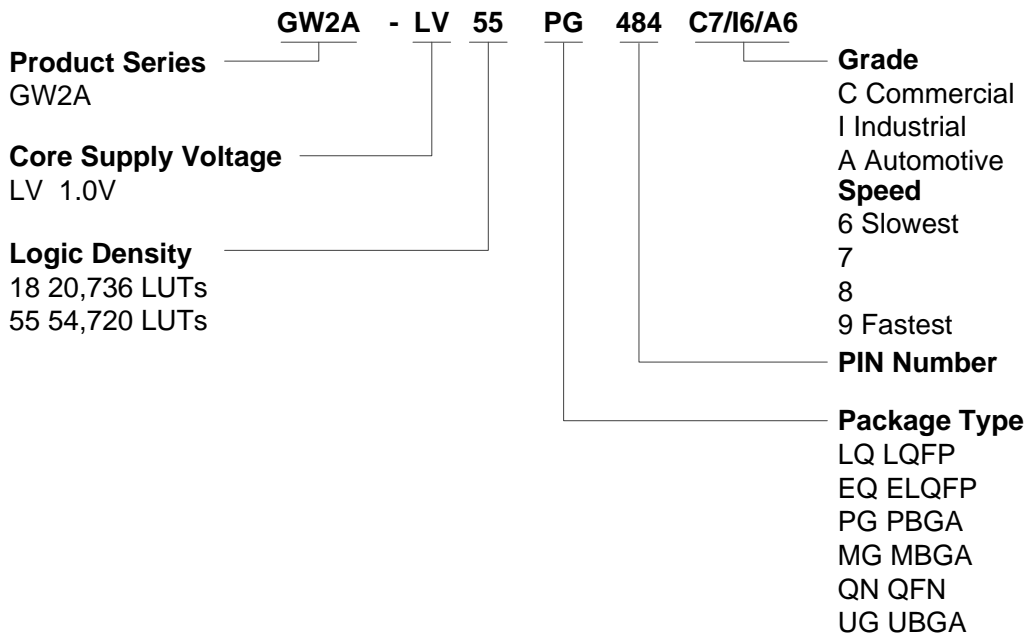 GW2A - LV 55 PG 484 C7/I6/A6
Product Series
GW2A
Core Supply Voltage
LV 1.0V
Logic Density
18 20,736 LUTs
55 54,720 LUTs
Grade
C Commercial
I Industrial
A Automotive
Speed
6 Slowest
7
8
9 Fastest
PIN Number
Package Type
LQ LQFP
EQ ELQFP
PG PBGA
MG MBGA
QN QFN
UG UBGA